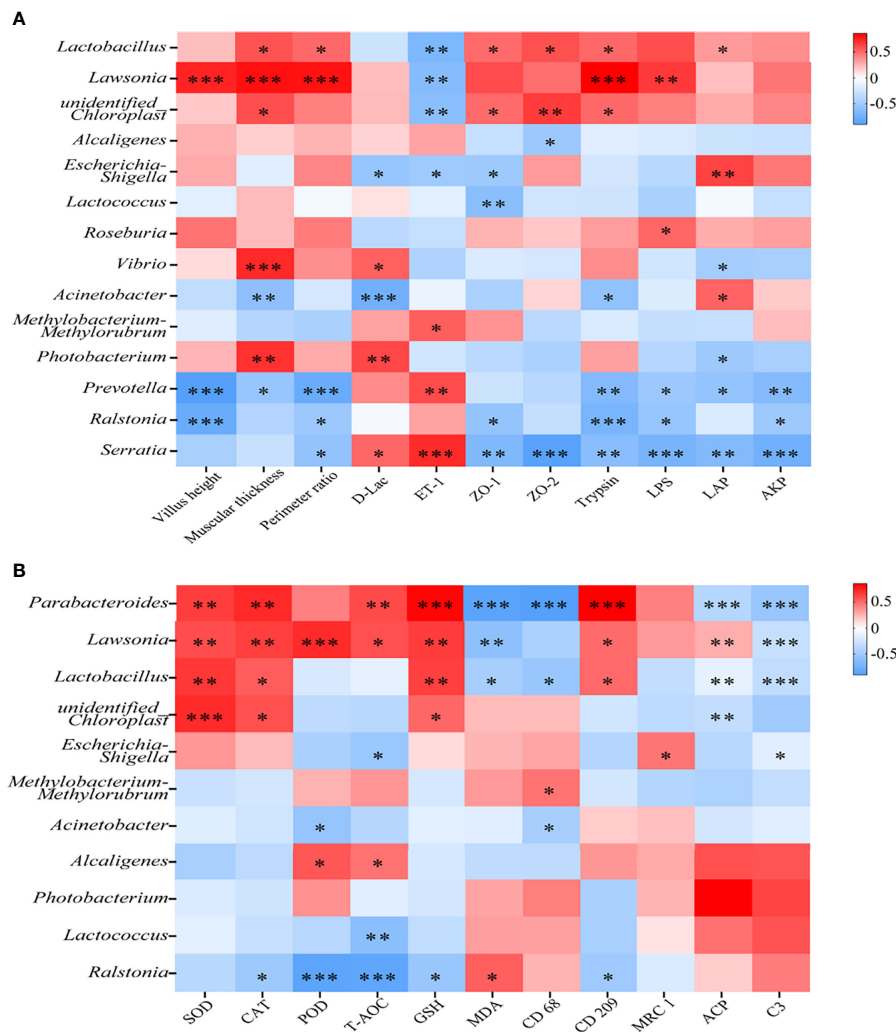 A
Lactobacillus * * ** * * * *
Lawsonia *** *** *** ** *** **
unidentified_
Chloroplast * ** * ** *
Alcaligenes *
Escherichia-
Shigella * * * **
Lactococcus **
Roseburia *
Vibrio *** * *
Acinetobacter ** *** * *
Methylobacterium-
Methylorubrum *
Photobacterium ** ** *
Prevotella *** * *** ** ** * * **
Ralstonia *** * * *** * *
Serratia * * *** ** *** ** *** ** ***
Villus height Muscular thickness Perimeter ratio D-Lac ET-1 ZO-1 ZO-2 Trypsin LPS LAP AKP
0.5
0
-0.5
B
Parabacteroides ** ** ** *** *** *** *** *** ***
Lawsonia ** ** *** * ** ** * ** ***
Lactobacillus ** * ** * * * ** ***
unidentified_
Chloroplast *** * * **
Escherichia-
Shigella * * *
Methylobacterium-
Methylorubrum *
Acinetobacter * *
Alcaligenes * *
Photobacterium
Lactococcus **
Ralstonia * *** *** * * *
SOD CAT POD T-AOC GSH MDA CD 68 CD 209 MRC 1 ACP C3
0.5
0
-0.5